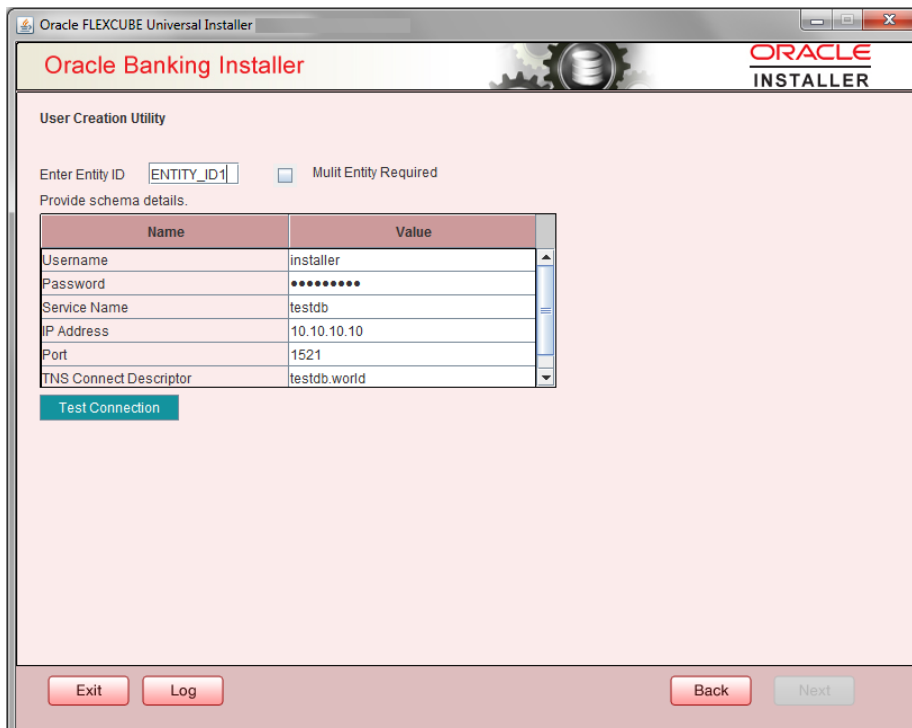 Oracle FLEXCUBE Universal Installer
Oracle Banking Installer
ORACLE
INSTALLER
User Creation Utility
Enter Entity ID ENTITY_ID1 Mulit Entity Required
Provide schema details.
Name Value
Username installer
Password •••••••••
Service Name testdb
IP Address 10.10.10.10
Port 1521
TNS Connect Descriptor testdb.world
Test Connection
Exit Log Back Next